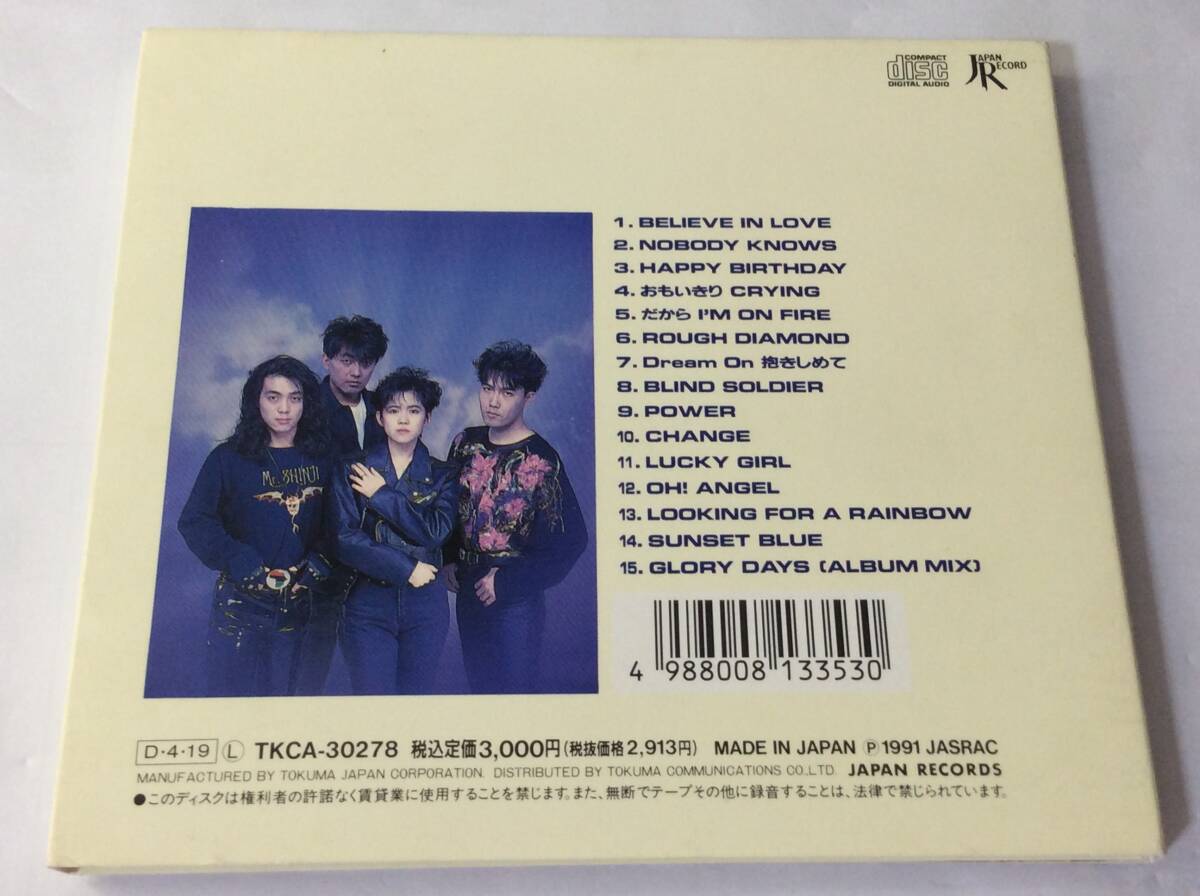 COMPACT
disc
DIGITAL AUDIO
JAPAN
RECORD
1. BELIEVE IN LOVE
2. NOBODY KNOWS
3. HAPPY BIRTHDAY
4. おもいきり CRYING
5. だから I'M ON FIRE
6. ROUGH DIAMOND
7. Dream On 抱きしめて
8. BLIND SOLDIER
9. POWER
10. CHANGE
11. LUCKY GIRL
12. OH! ANGEL
13. LOOKING FOR A RAINBOW
14. SUNSET BLUE
15. GLORY DAYS (ALBUM MIX)
Mr. SHINJI
4 988008 133530
D・4・19 Ⓛ TKCA-30278 税込定価3,000円(税抜価格2,913円) MADE IN JAPAN Ⓟ 1991 JASRAC
MANUFACTURED BY TOKUMA JAPAN CORPORATION. DISTRIBUTED BY TOKUMA COMMUNICATIONS CO., LTD. JAPAN RECORDS
●このディスクは権利者の許諾なく賃貸業に使用することを禁じます。また、無断でテープその他に録音することは、法律で禁じられています。